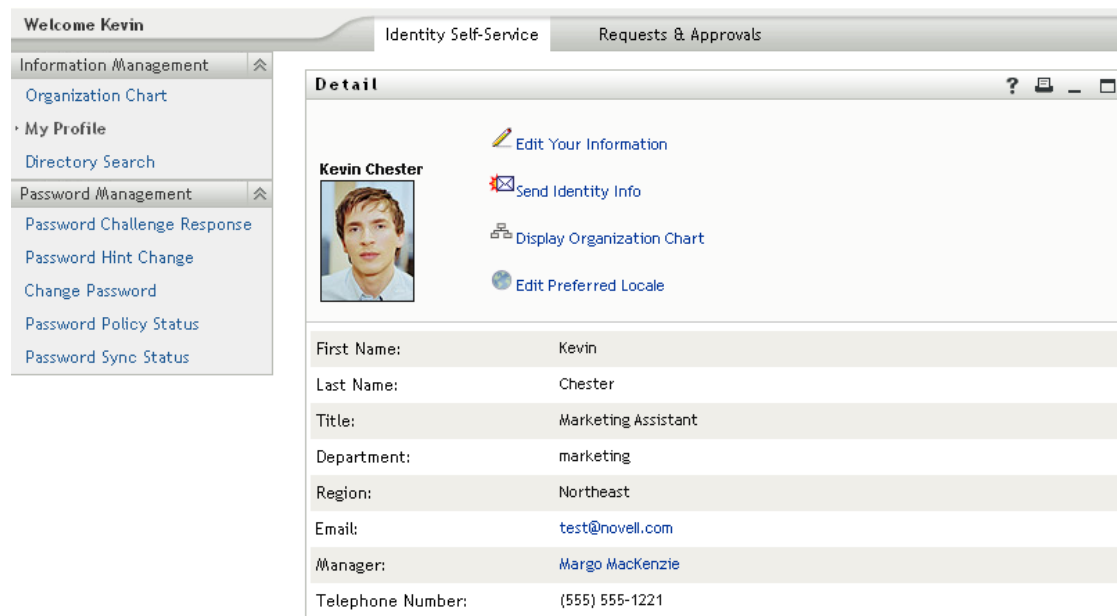 Welcome Kevin
Identity Self-Service
Requests & Approvals
Information Management
Organization Chart
My Profile
Directory Search
Password Management
Password Challenge Response
Password Hint Change
Change Password
Password Policy Status
Password Sync Status
Detail
?
Kevin Chester
Edit Your Information
Send Identity Info
Display Organization Chart
Edit Preferred Locale
First Name: Kevin
Last Name: Chester
Title: Marketing Assistant
Department: marketing
Region: Northeast
Email: test@novell.com
Manager: Margo MacKenzie
Telephone Number: (555) 555-1221